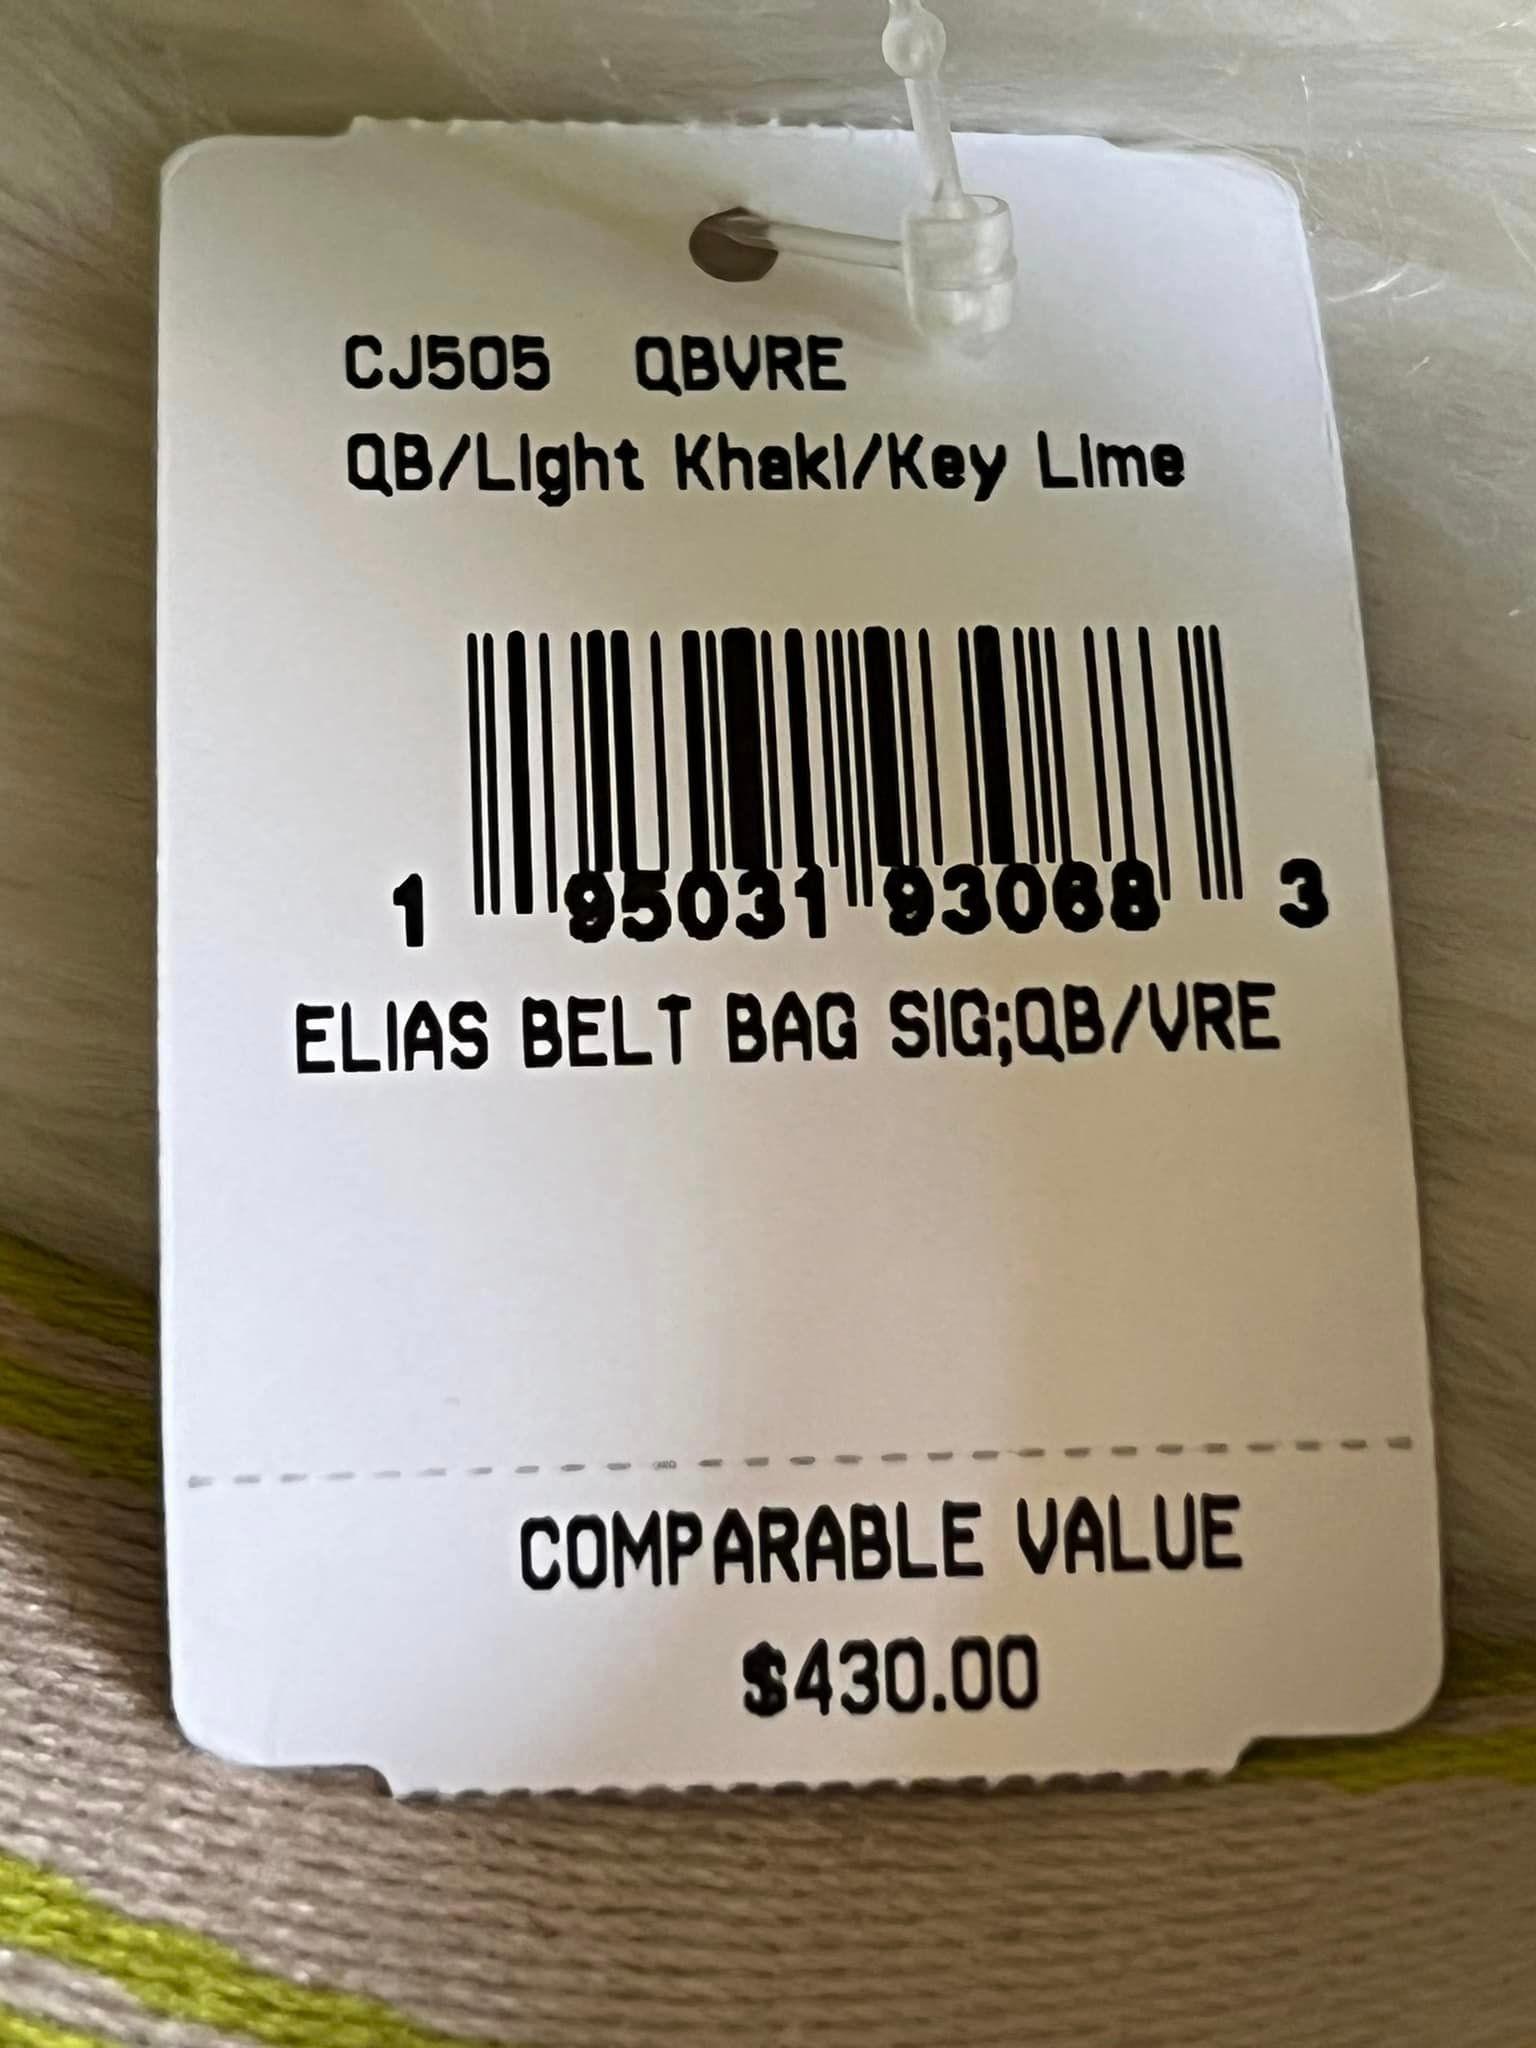 CJ505 QBVRE
QB/Light Khaki/Key Lime
1 95031 93068 3
ELIAS BELT BAG SIG;QB/VRE
COMPARABLE VALUE
$430.00